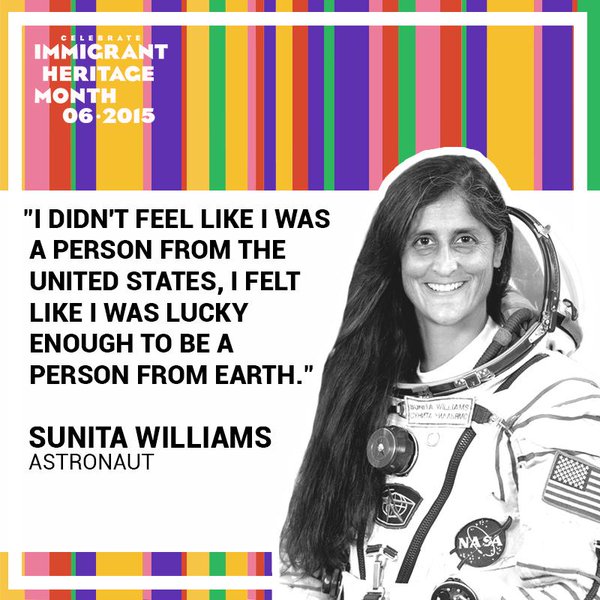 CELEBRATE
IMMIGRANT
HERITAGE
MONTH
06·2015
"I DIDN'T FEEL LIKE I WAS
A PERSON FROM THE
UNITED STATES, I FELT
LIKE I WAS LUCKY
ENOUGH TO BE A
PERSON FROM EARTH."
SUNITA WILLIAMS
ASTRONAUT
SUNITA WILLIAMS
NASA